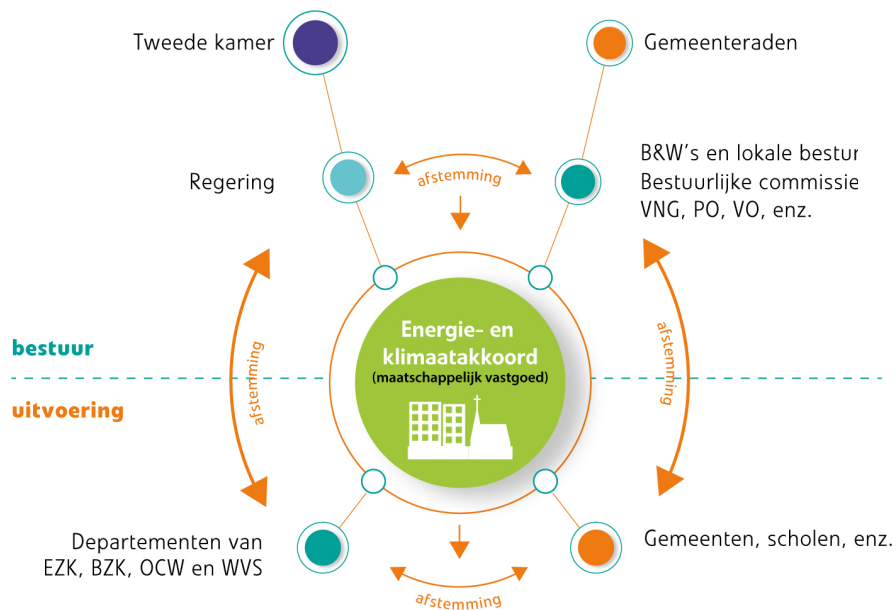 Tweede kamer
Gemeenteraden
Regering
afstemming
B&W's en lokale bestur
Bestuurlijke commissie
VNG, PO, VO, enz.
Energie- en
klimaatakkoord
(maatschappelijk vastgoed)
bestuur
afstemming
afstemming
uitvoering
Departementen van
EZK, BZK, OCW en WVS
Gemeenten, scholen, enz.
afstemming